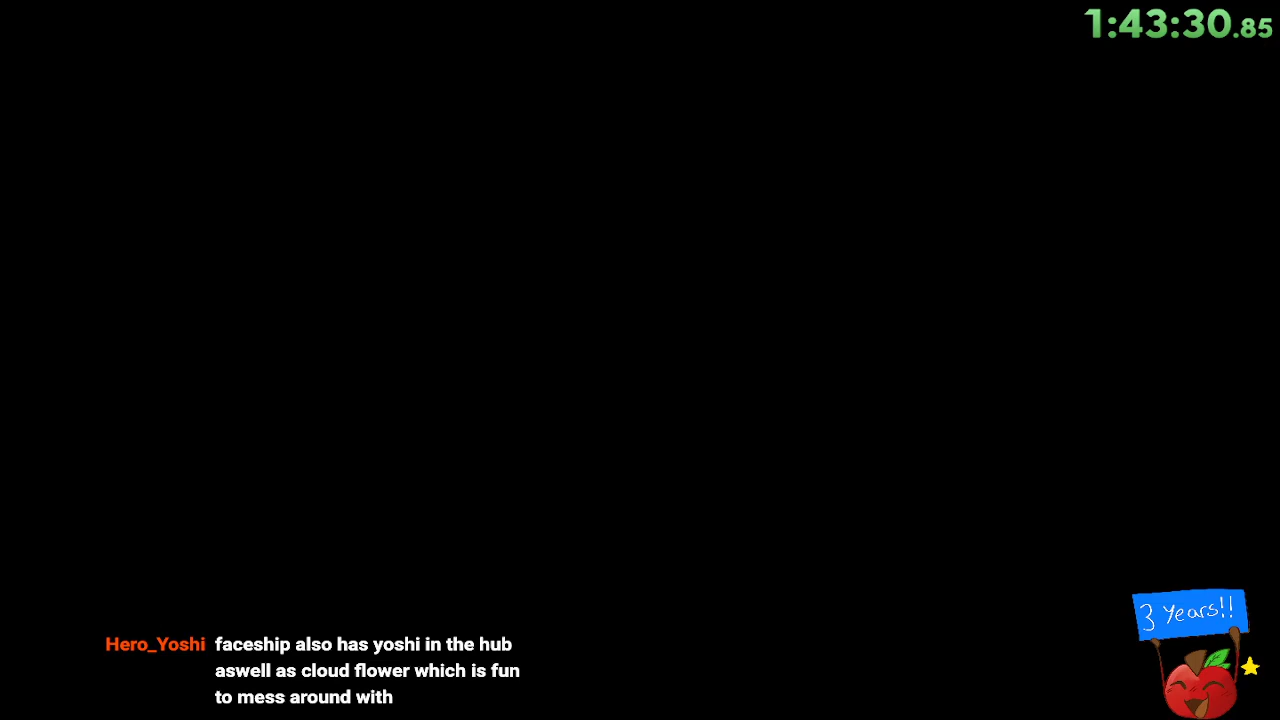 1:43:30.85
3 Years!!
Hero_Yoshi faceship also has yoshi in the hub
aswell as cloud flower which is fun
to mess around with